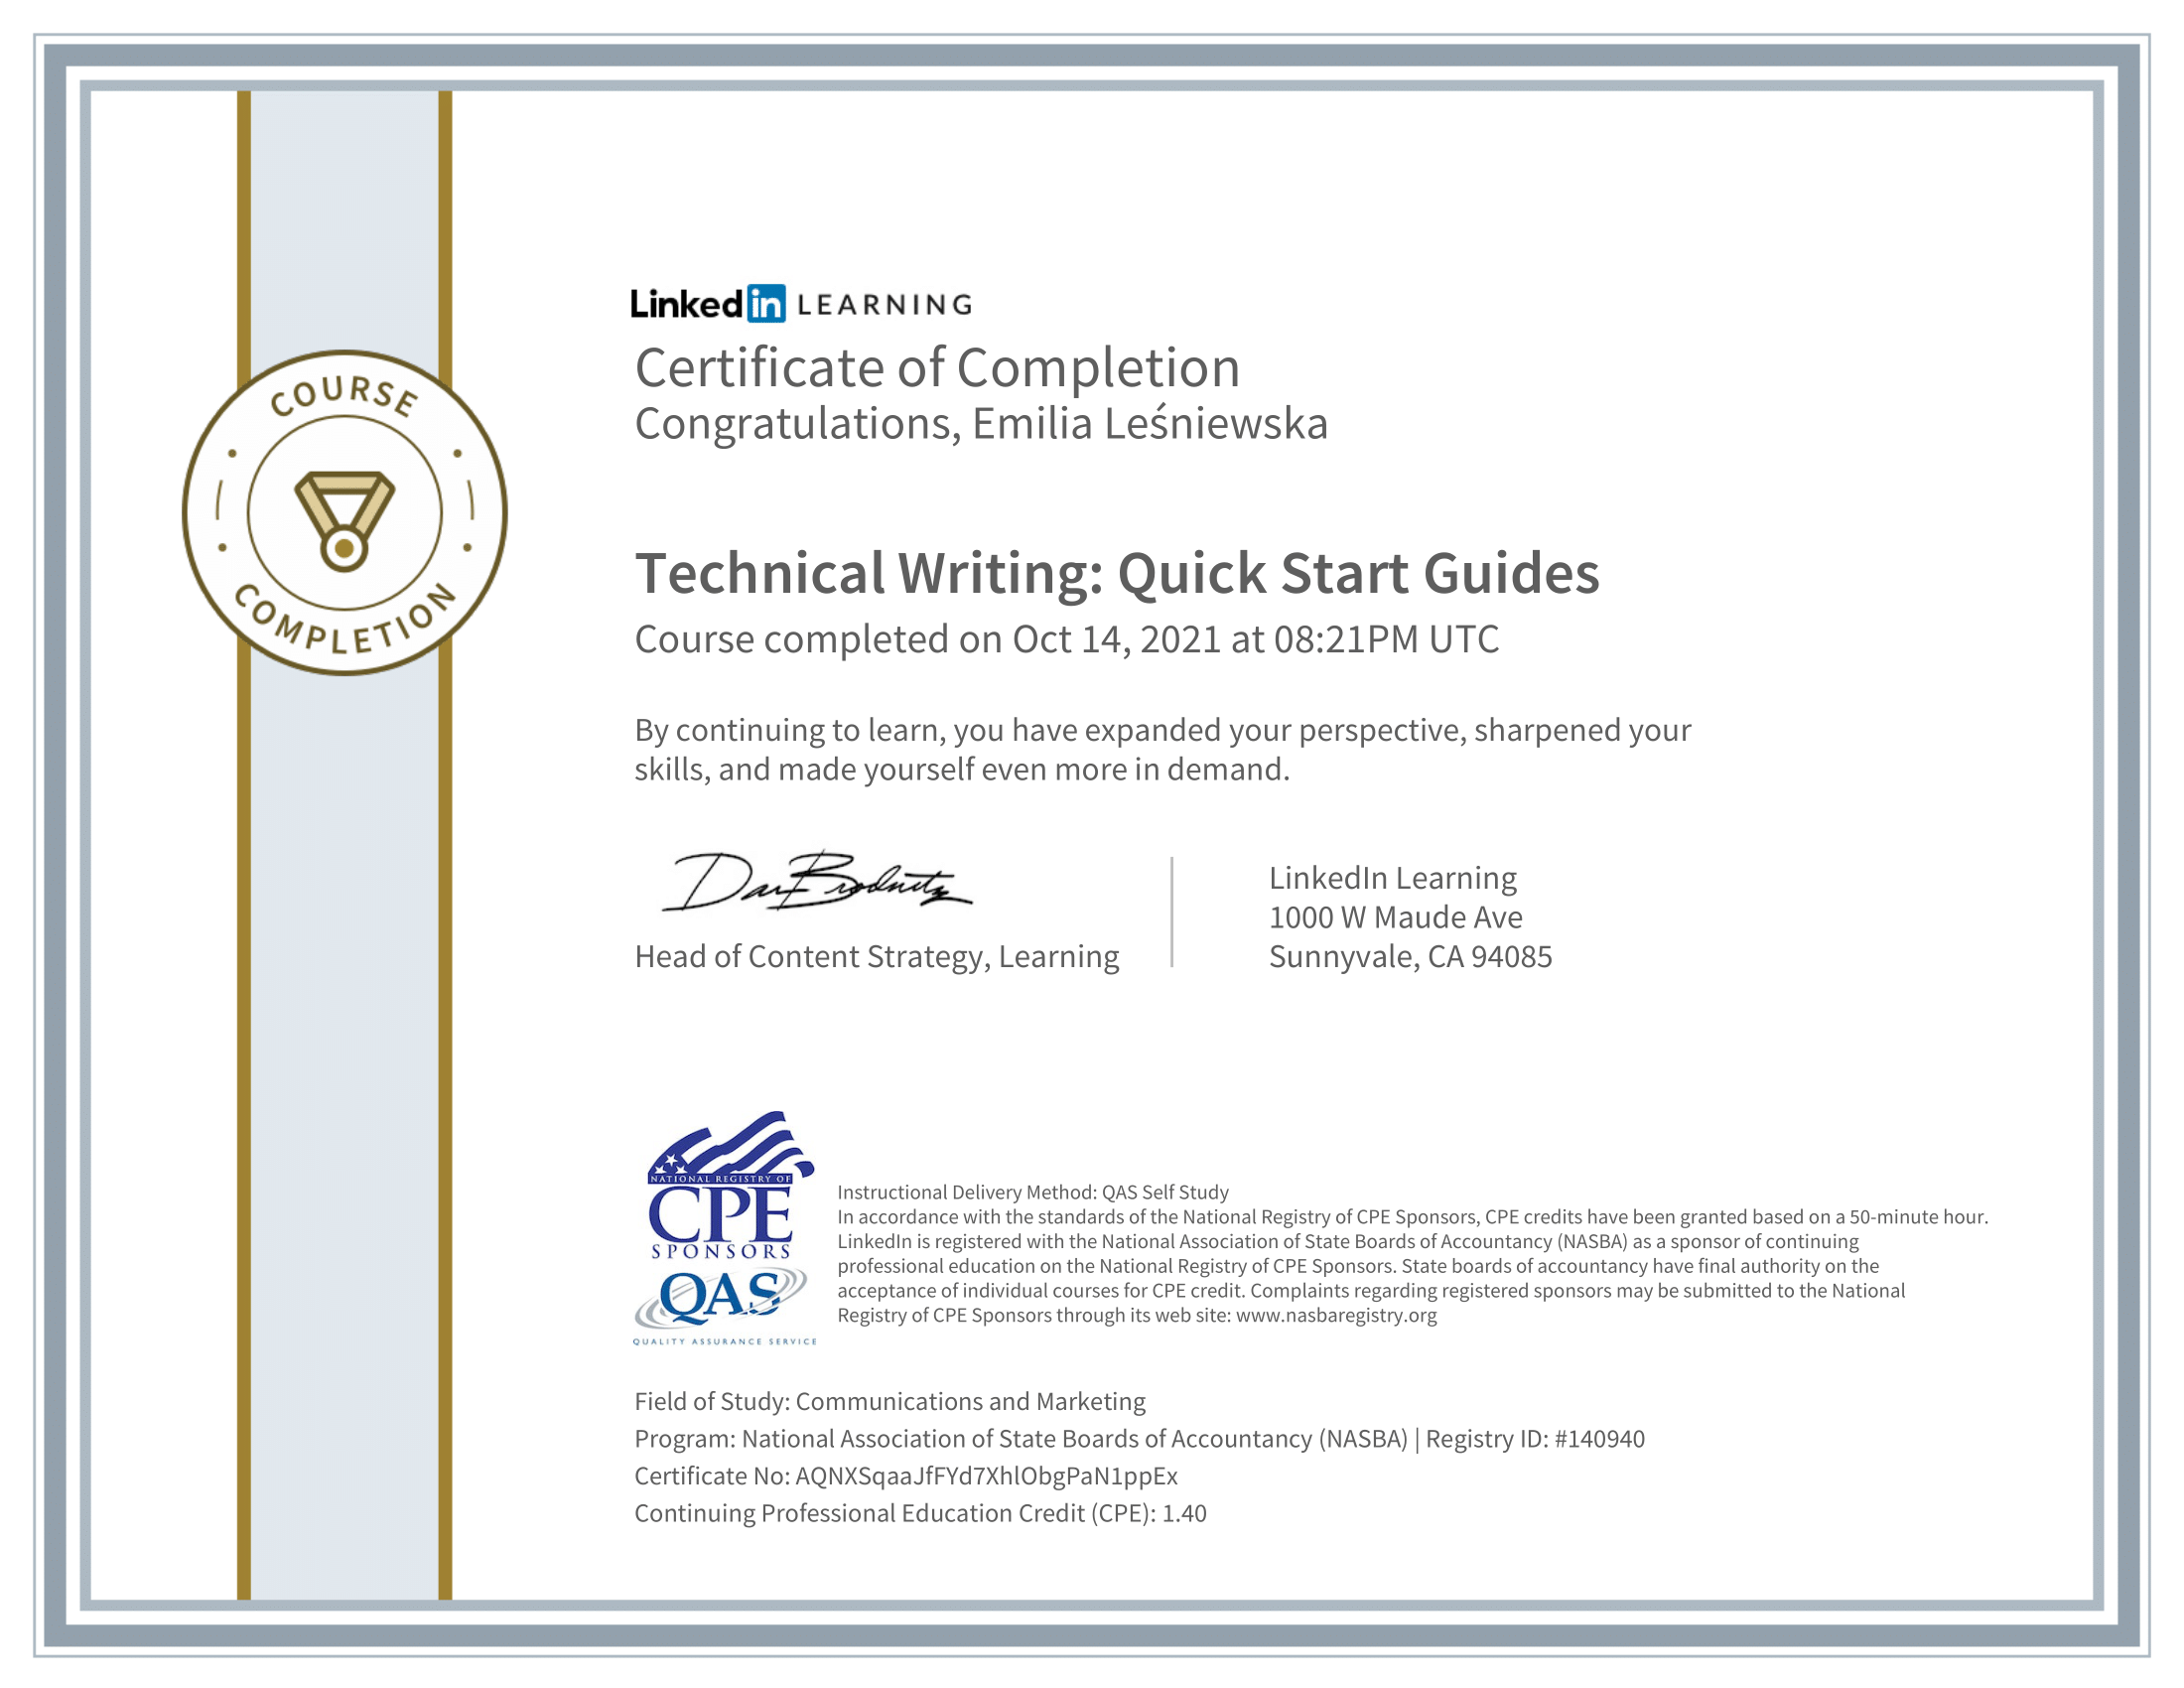 COURSE
COMPLETION
Linked in LEARNING
Certificate of Completion
Congratulations, Emilia Leśniewska
Technical Writing: Quick Start Guides
Course completed on Oct 14, 2021 at 08:21PM UTC
By continuing to learn, you have expanded your perspective, sharpened your
skills, and made yourself even more in demand.
Head of Content Strategy, Learning
LinkedIn Learning
1000 W Maude Ave
Sunnyvale, CA 94085
NATIONAL REGISTRY OF
CPE
SPONSORS
QAS
QUALITY ASSURANCE SERVICE
Instructional Delivery Method: QAS Self Study
In accordance with the standards of the National Registry of CPE Sponsors, CPE credits have been granted based on a 50-minute hour.
LinkedIn is registered with the National Association of State Boards of Accountancy (NASBA) as a sponsor of continuing
professional education on the National Registry of CPE Sponsors. State boards of accountancy have final authority on the
acceptance of individual courses for CPE credit. Complaints regarding registered sponsors may be submitted to the National
Registry of CPE Sponsors through its web site: www.nasbaregistry.org
Field of Study: Communications and Marketing
Program: National Association of State Boards of Accountancy (NASBA) | Registry ID: #140940
Certificate No: AQNXSqaaJfFYd7XhlObgPaN1ppEx
Continuing Professional Education Credit (CPE): 1.40